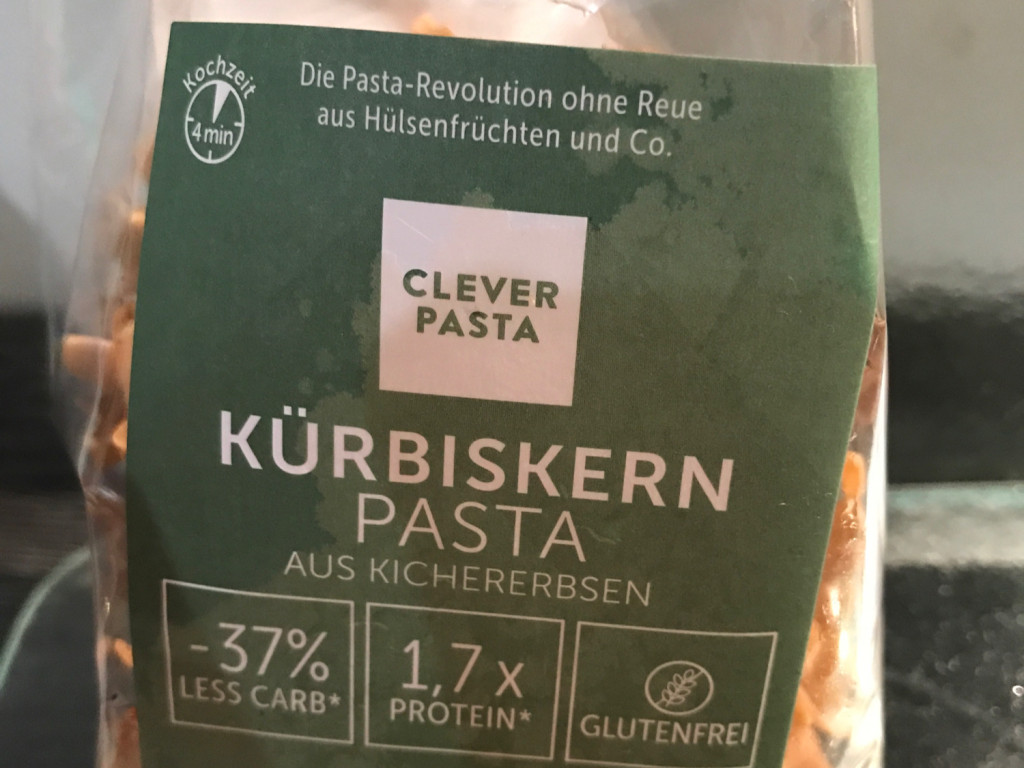 Kochzeit
4 min
Die Pasta-Revolution ohne Reue
aus Hülsenfrüchten und Co.
CLEVER
PASTA
KÜRBISKERN
PASTA
AUS KICHERERBSEN
-37%
LESS CARB*
1,7 x
PROTEIN*
GLUTENFREI